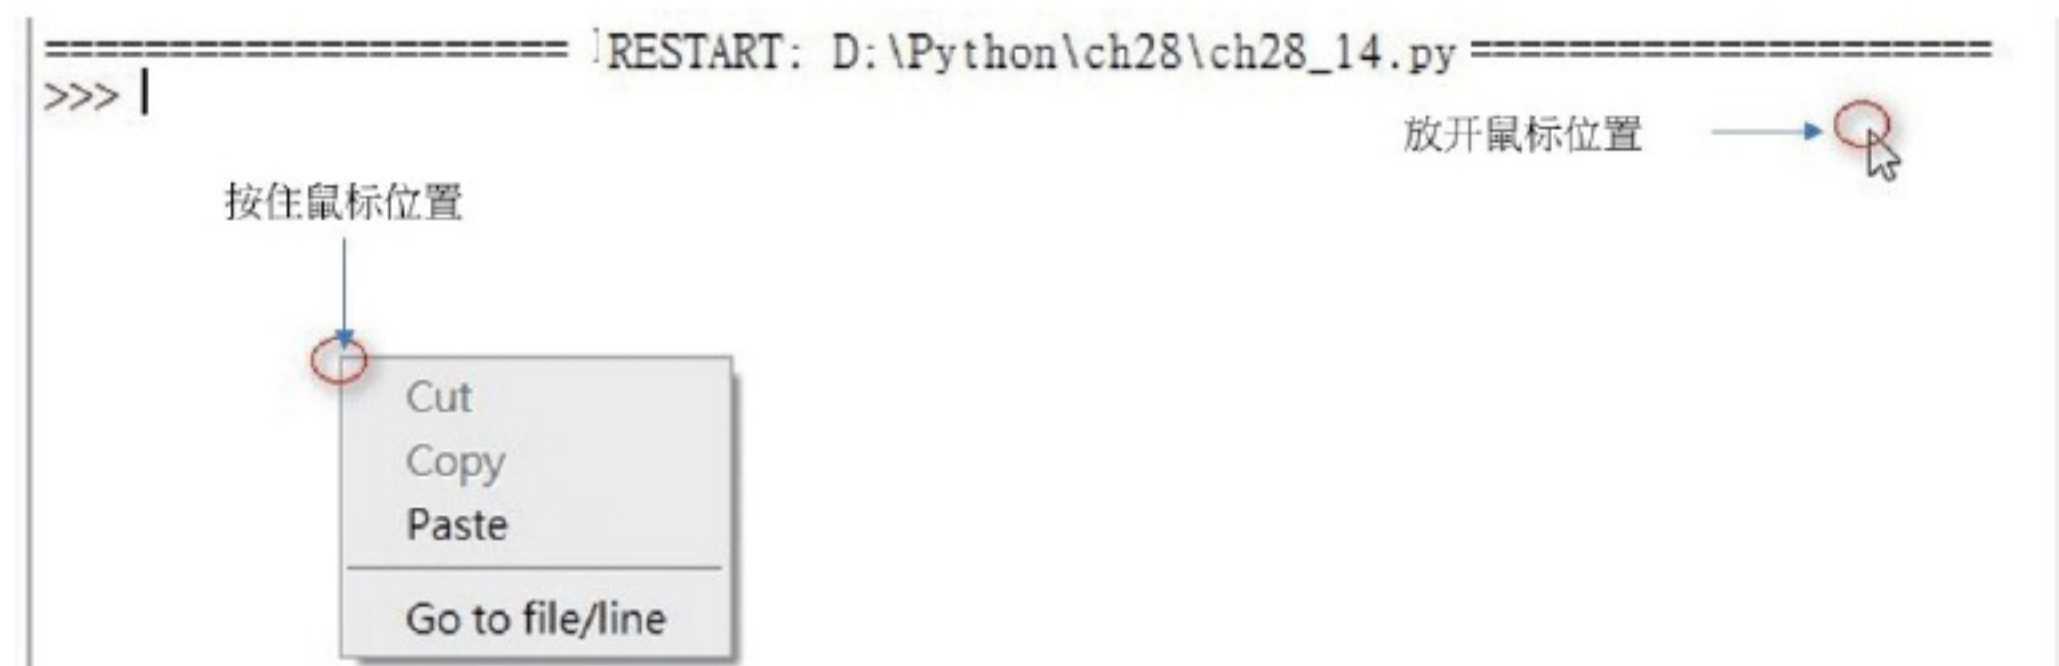 ==================== RESTART: D:\Python\ch28\ch28_14.py ====================
>>>
放开鼠标位置
按住鼠标位置
Cut
Copy
Paste
Go to file/line